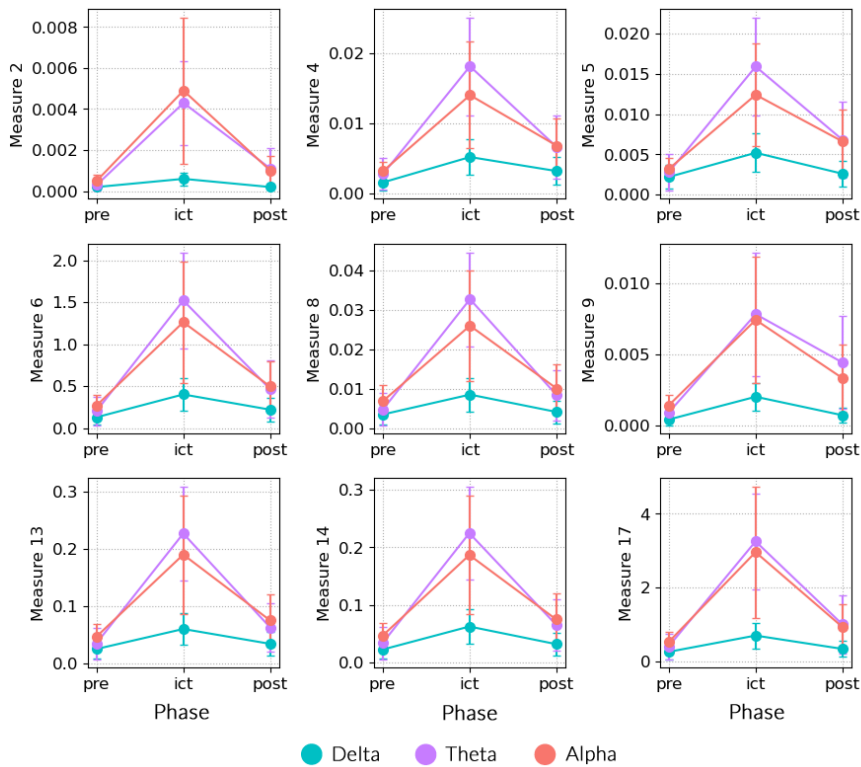 Measure 2
0.008
0.006
0.004
0.002
0.000
pre ict post
Measure 4
0.02
0.01
0.00
pre ict post
Measure 5
0.020
0.015
0.010
0.005
0.000
pre ict post
Measure 6
2.0
1.5
1.0
0.5
0.0
pre ict post
Measure 8
0.04
0.03
0.02
0.01
0.00
pre ict post
Measure 9
0.010
0.005
0.000
pre ict post
Measure 13
0.3
0.2
0.1
0.0
pre ict post
Phase
Measure 14
0.3
0.2
0.1
0.0
pre ict post
Phase
Measure 17
4
2
0
pre ict post
Phase
Delta Theta Alpha